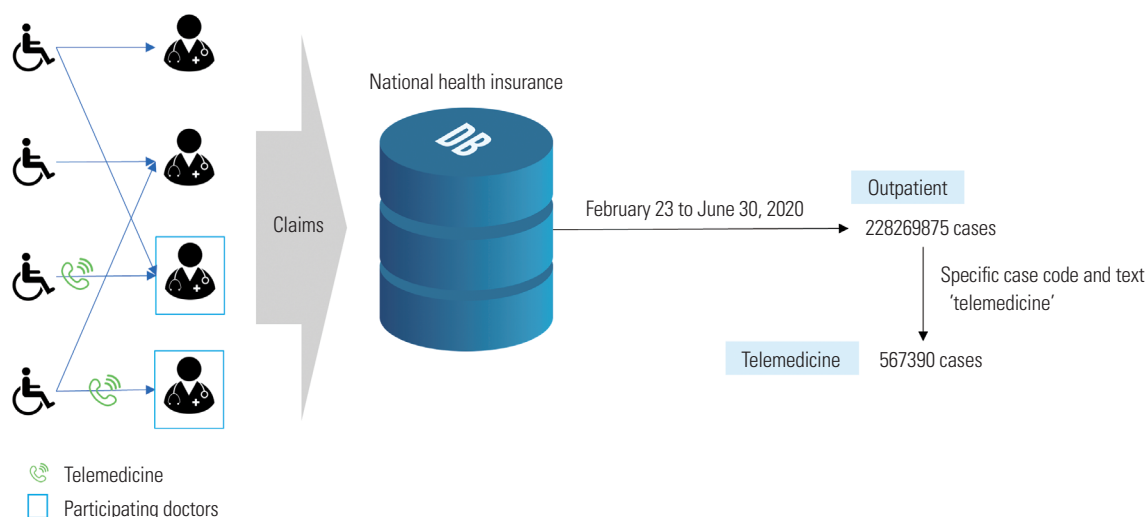 National health insurance
DB
Claims
February 23 to June 30, 2020
Outpatient
228269875 cases
Specific case code and text
'telemedicine'
Telemedicine
567390 cases
Telemedicine
Participating doctors